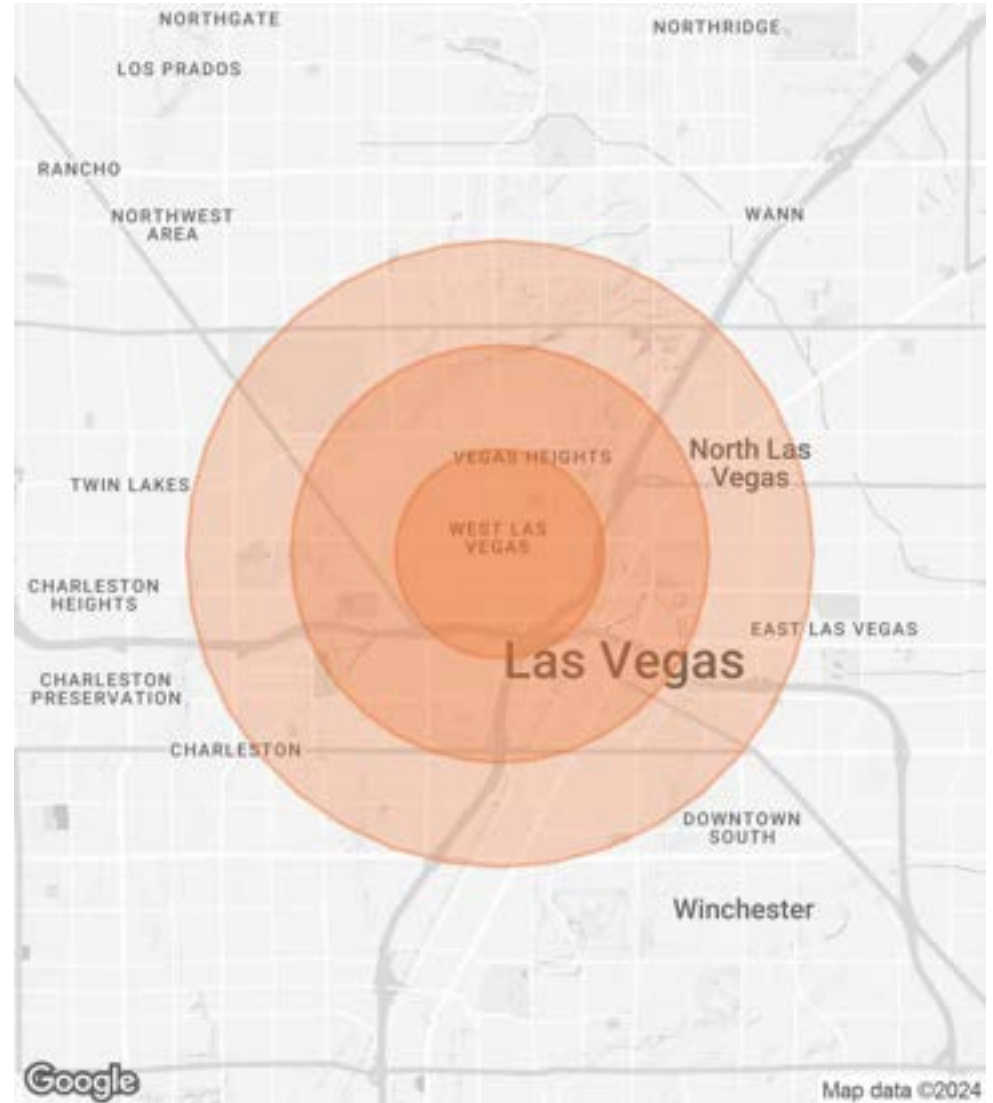 NORTHGATE
NORTHRIDGE
LOS PRADOS
RANCHO
NORTHWEST
AREA
WANN
VEGAS HEIGHTS
North Las
Vegas
TWIN LAKES
WEST LAS
VEGAS
CHARLESTON
HEIGHTS
EAST LAS VEGAS
Las Vegas
CHARLESTON
PRESERVATION
CHARLESTON
DOWNTOWN
SOUTH
Winchester
Google
Map data ©2024